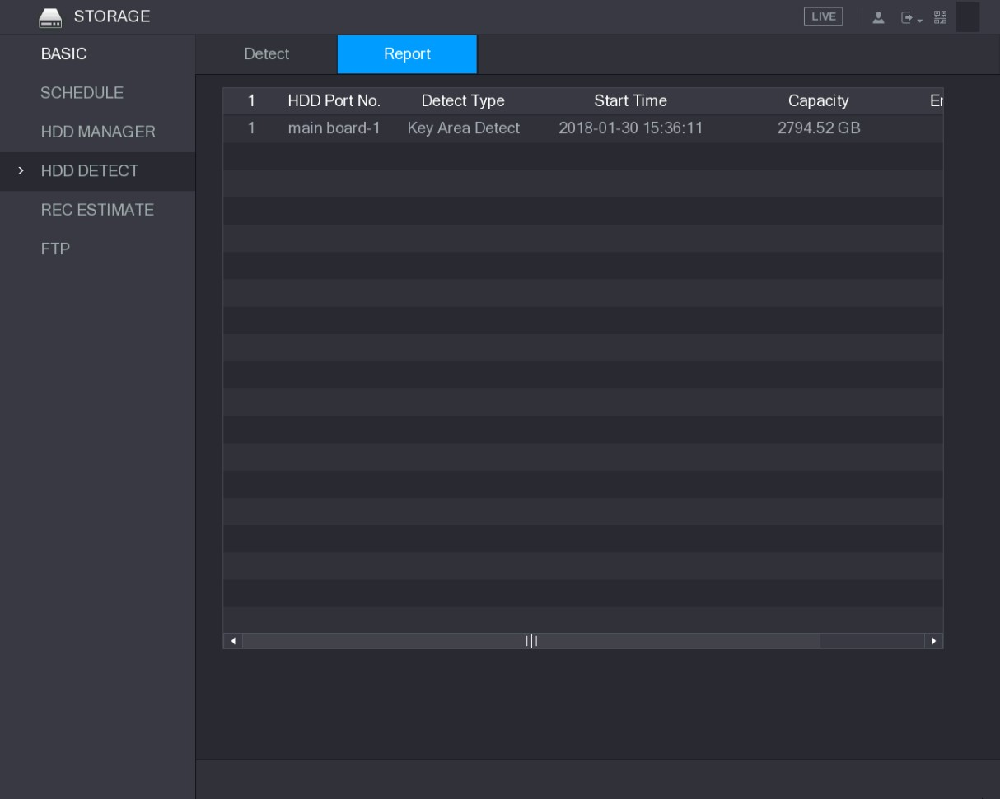 STORAGE
LIVE
BASIC
SCHEDULE
HDD MANAGER
HDD DETECT
REC ESTIMATE
FTP
Detect Report
1 HDD Port No. Detect Type Start Time Capacity Er
1 main board-1 Key Area Detect 2018-01-30 15:36:11 2794.52 GB